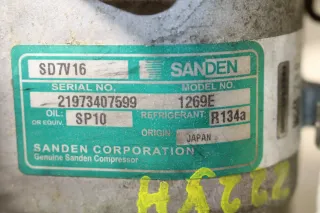 SD7V16 SANDEN
SERIAL NO. MODEL NO.
21973407599 1269E
OIL: OR EQUIV. SP10 REFRIGERANT: R134a
ORIGIN JAPAN
SANDEN CORPORATION
Genuine Sanden Compressor